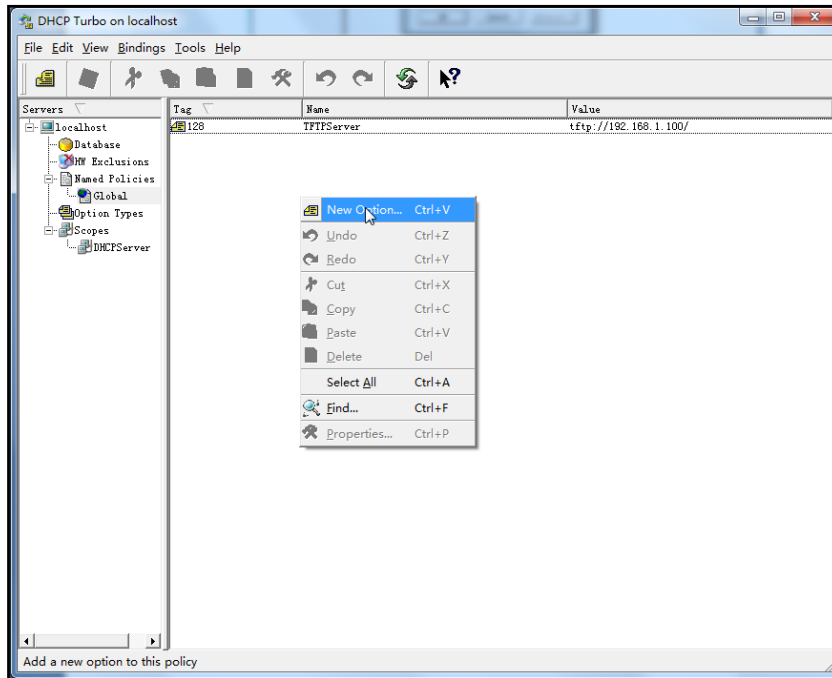 DHCP Turbo on localhost
File Edit View Bindings Tools Help
Servers
Tag Name Value
localhost
Database
HW Exclusions
Named Policies
Global
Option Types
Scopes
DHCPServer
128 TFTPServer tftp://192.168.1.100/
New Option... Ctrl+V
Undo Ctrl+Z
Redo Ctrl+Y
Cut Ctrl+X
Copy Ctrl+C
Paste Ctrl+V
Delete Del
Select All Ctrl+A
Find... Ctrl+F
Properties... Ctrl+P
Add a new option to this policy